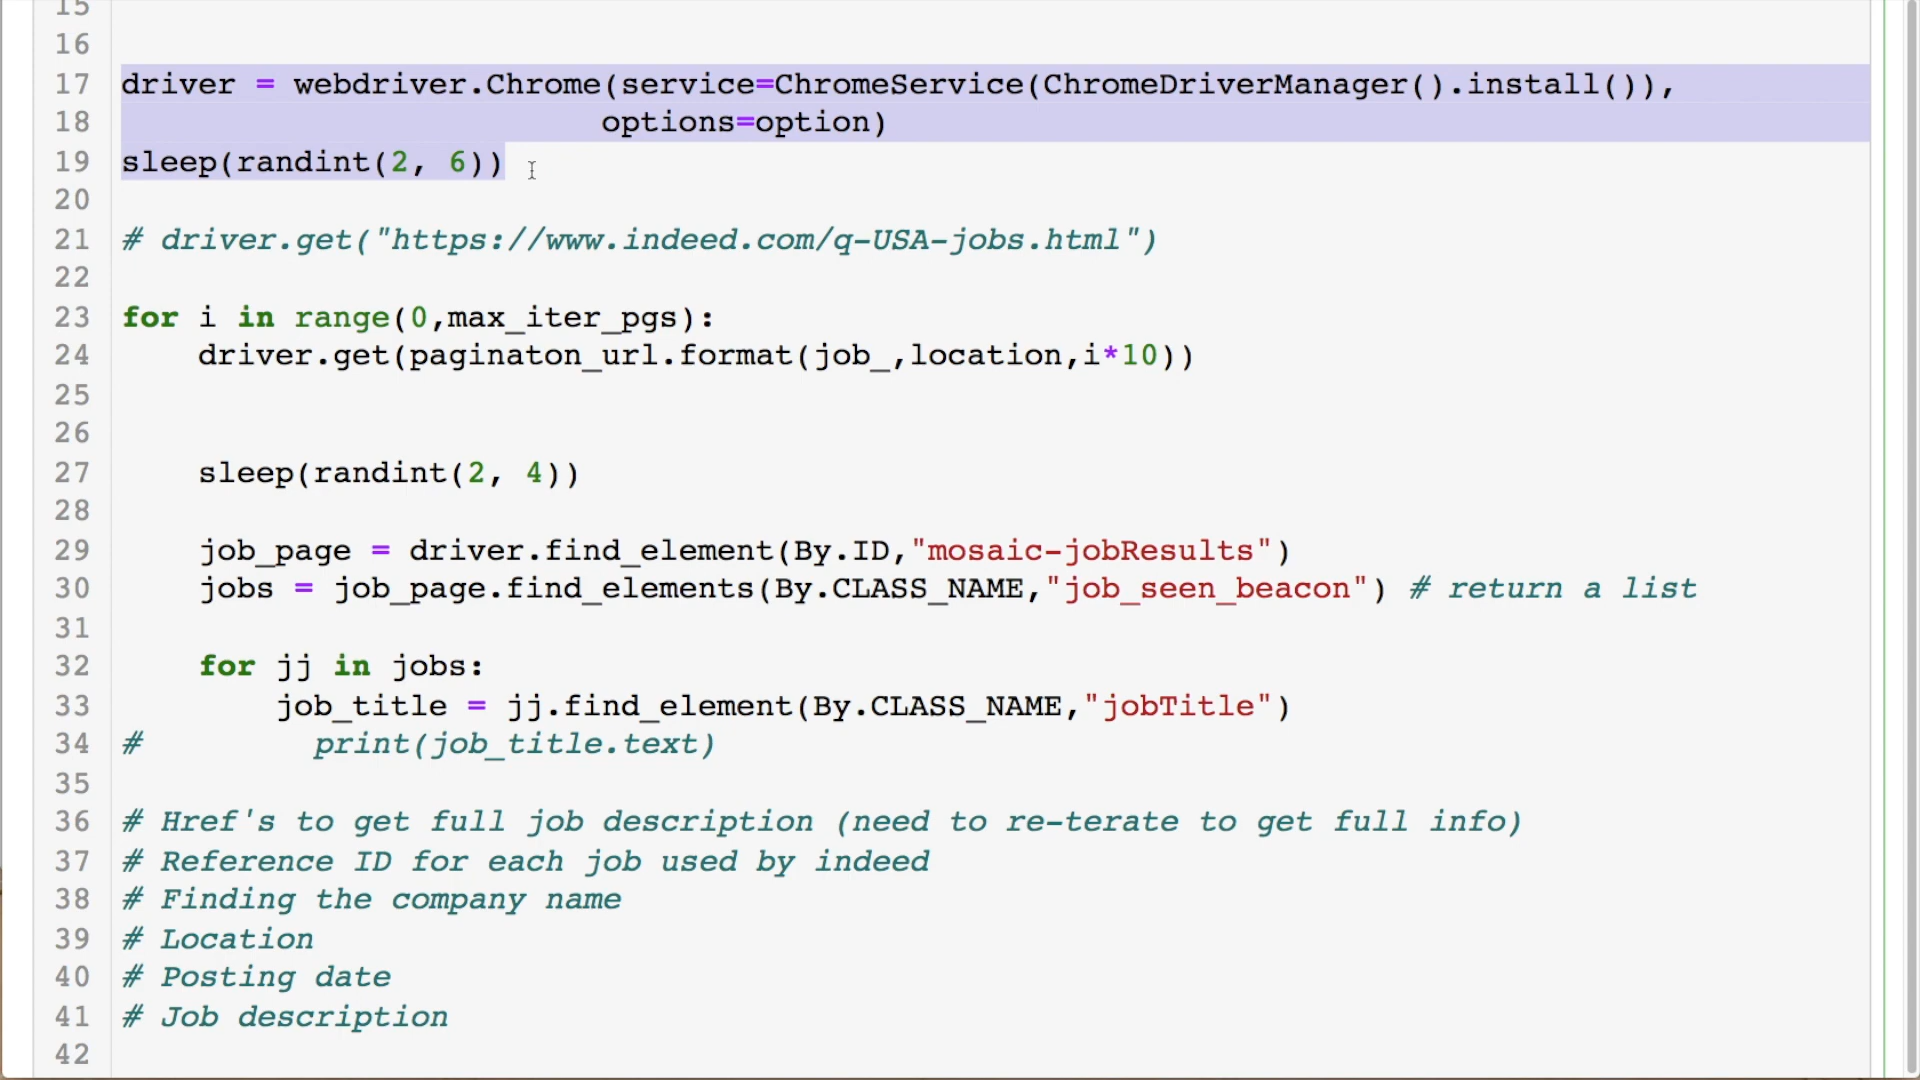 15
16
17 driver = webdriver.Chrome(service=ChromeService(ChromeDriverManager().install()),
18 options=option)
19 sleep(randint(2, 6))
20
21 # driver.get("https://www.indeed.com/q-USA-jobs.html")
22
23 for i in range(0,max_iter_pgs):
24 driver.get(paginaton_url.format(job_,location,i*10))
25
26
27 sleep(randint(2, 4))
28
29 job_page = driver.find_element(By.ID,"mosaic-jobResults")
30 jobs = job_page.find_elements(By.CLASS_NAME,"job_seen_beacon") # return a list
31
32 for jj in jobs:
33 job_title = jj.find_element(By.CLASS_NAME,"jobTitle")
34 # print(job_title.text)
35
36 # Href's to get full job description (need to re-terate to get full info)
37 # Reference ID for each job used by indeed
38 # Finding the company name
39 # Location
40 # Posting date
41 # Job description
42